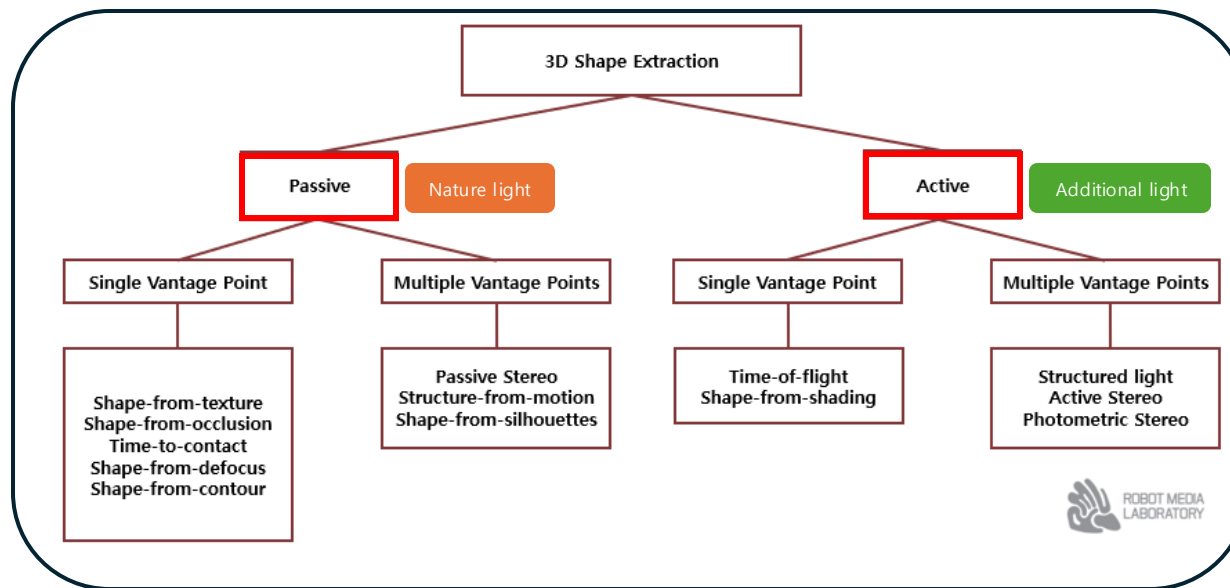 3D Shape Extraction
Passive
Nature light
Active
Additional light
Single Vantage Point
Multiple Vantage Points
Single Vantage Point
Multiple Vantage Points
Shape-from-texture
Shape-from-occlusion
Time-to-contact
Shape-from-defocus
Shape-from-contour
Passive Stereo
Structure-from-motion
Shape-from-silhouettes
Time-of-flight
Shape-from-shading
Structured light
Active Stereo
Photometric Stereo
ROBOT MEDIA
LABORATORY